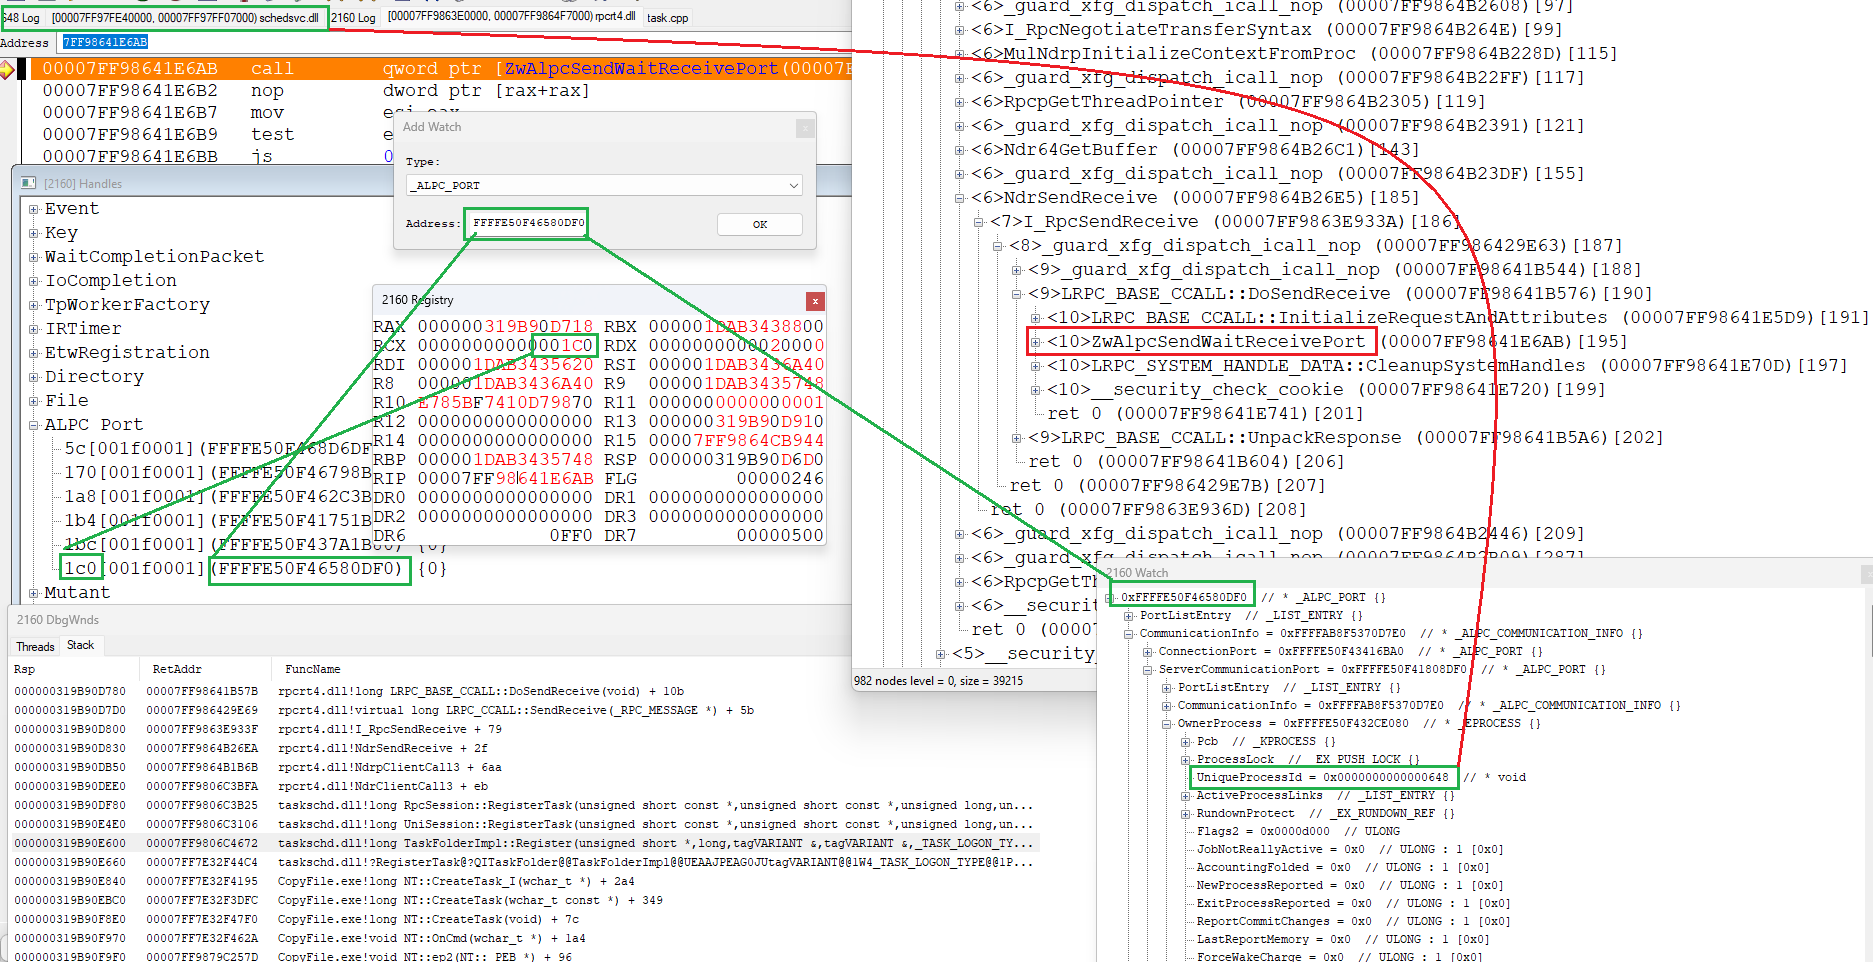 648 Log [00007FF97FE40000, 00007FF97FF07000) schedsvc.dll 2160 Log [00007FF9863E0000, 00007FF9864F7000) rpcrt4.dll task.cpp
Address 7FF98641E6AB
00007FF98641E6AB call qword ptr [ZwAlpcSendWaitReceivePort(00007F
00007FF98641E6B2 nop dword ptr [rax+rax]
00007FF98641E6B7 mov
00007FF98641E6B9 test
00007FF98641E6BB js
Add Watch
Type:
_ALPC_PORT
Address: FFFFE50F46580DF0 OK
[2160] Handles
Event
Key
WaitCompletionPacket
IoCompletion
TpWorkerFactory
IRTimer
EtwRegistration
Directory
File
ALPC Port
5c[001f0001](FFFFE50F468D6DF
170[001f0001](FFFFE50F46798B
1a8[001f0001](FFFFE50F462C3B
1b4[001f0001](FFFFE50F41751B
1bc[001f0001](FFFFE50F437A1B60) {0}
1c0[001f0001](FFFFE50F46580DF0) {0}
Mutant
2160 Registry
RAX 000000319B90D718 RBX 000001DAB3438800
RCX 00000000000001C0 RDX 0000000000020000
RDI 000001DAB3435620 RSI 000001DAB3436A40
R8 000001DAB3436A40 R9 000001DAB3435748
R10 E785BF7410D79870 R11 0000000000000001
R12 0000000000000000 R13 000000319B90D910
R14 0000000000000000 R15 00007FF9864CB944
RBP 000001DAB3435748 RSP 000000319B90D6D0
RIP 00007FF98641E6AB FLG 00000246
DR0 0000000000000000 DR1 0000000000000000
DR2 0000000000000000 DR3 0000000000000000
DR6 0FF0 DR7 00000500
2160 DbgWnds
Threads Stack
Rsp RetAddr FuncName
000000319B90D780 00007FF98641B57B rpcrt4.dll!long LRPC_BASE_CCALL::DoSendReceive(void) + 10b
000000319B90D7D0 00007FF986429E69 rpcrt4.dll!virtual long LRPC_CCALL::SendReceive(_RPC_MESSAGE *) + 5b
000000319B90D800 00007FF9863E933F rpcrt4.dll!I_RpcSendReceive + 79
000000319B90D830 00007FF9864B26EA rpcrt4.dll!NdrSendReceive + 2f
000000319B90DB50 00007FF9864B1B6B rpcrt4.dll!NdrpClientCall3 + 6aa
000000319B90DEE0 00007FF9806C3BFA rpcrt4.dll!NdrClientCall3 + eb
000000319B90DF80 00007FF9806C3B25 taskschd.dll!long RpcSession::RegisterTask(unsigned short const *,unsigned short const *,unsigned long,un...
000000319B90E4E0 00007FF9806C3106 taskschd.dll!long UniSession::RegisterTask(unsigned short const *,unsigned short const *,unsigned long,un...
000000319B90E600 00007FF9806C4672 taskschd.dll!long TaskFolderImpl::Register(unsigned short *,long,tagVARIANT &,tagVARIANT &,_TASK_LOGON_TY...
000000319B90E660 00007FF7E32F44C4 taskschd.dll!?RegisterTask@?QITaskFolder@@TaskFolderImpl@@UEAAJPEAG0JUtagVARIANT@@1W4_TASK_LOGON_TYPE@@1P...
000000319B90E840 00007FF7E32F4195 CopyFile.exe!long NT::CreateTask_I(wchar_t *) + 2a4
000000319B90EBC0 00007FF7E32F3DFC CopyFile.exe!long NT::CreateTask(wchar_t const *) + 349
000000319B90F8E0 00007FF7E32F47F0 CopyFile.exe!long NT::CreateTask(void) + 7c
000000319B90F970 00007FF7E32F462A CopyFile.exe!void NT::OnCmd(wchar_t *) + 1a4
000000319B90F9F0 00007FF9879C257D CopyFile.exe!void NT::ep2(NT::_PEB *) + 96
<6>_guard_xfg_dispatch_icall_nop (00007FF9864B2608)[97]
<6>I_RpcNegotiateTransferSyntax (00007FF9864B264E)[99]
<6>MulNdrpInitializeContextFromProc (00007FF9864B228D)[115]
<6>_guard_xfg_dispatch_icall_nop (00007FF9864B22FF)[117]
<6>RpcpGetThreadPointer (00007FF9864B2305)[119]
<6>_guard_xfg_dispatch_icall_nop (00007FF9864B2391)[121]
<6>Ndr64GetBuffer (00007FF9864B26C1)[143]
<6>_guard_xfg_dispatch_icall_nop (00007FF9864B23DF)[155]
<6>NdrSendReceive (00007FF9864B26E5)[185]
<7>I_RpcSendReceive (00007FF9863E933A)[186]
<8>_guard_xfg_dispatch_icall_nop (00007FF986429E63)[187]
<9>_guard_xfg_dispatch_icall_nop (00007FF98641B544)[188]
<9>LRPC_BASE_CCALL::DoSendReceive (00007FF98641B576)[190]
<10>LRPC_BASE_CCALL::InitializeRequestAndAttributes (00007FF98641E5D9)[191]
<10>ZwAlpcSendWaitReceivePort (00007FF98641E6AB)[195]
<10>LRPC_SYSTEM_HANDLE_DATA::CleanupSystemHandles (00007FF98641E70D)[197]
<10>__security_check_cookie (00007FF98641E720)[199]
ret 0 (00007FF98641E741)[201]
<9>LRPC_BASE_CCALL::UnpackResponse (00007FF98641B5A6)[202]
ret 0 (00007FF98641B604)[206]
ret 0 (00007FF986429E7B)[207]
ret 0 (00007FF9863E936D)[208]
<6>_guard_xfg_dispatch_icall_nop (00007FF9864B2446)[209]
<6>_guard_xfg_dispatch_icall_nop
<6>RpcpGetTh
<6>__securit
ret 0 (00007
<5>__security_
982 nodes level = 0, size = 39215
2160 Watch
0xFFFFE50F46580DF0 // * _ALPC_PORT {}
PortListEntry // _LIST_ENTRY {}
CommunicationInfo = 0xFFFFAB8F5370D7E0 // * _ALPC_COMMUNICATION_INFO {}
ConnectionPort = 0xFFFFE50F43416BA0 // * _ALPC_PORT {}
ServerCommunicationPort = 0xFFFFE50F41808DF0 // * _ALPC_PORT {}
PortListEntry // _LIST_ENTRY {}
CommunicationInfo = 0xFFFFAB8F5370D7E0 // * _ALPC_COMMUNICATION_INFO {}
OwnerProcess = 0xFFFFE50F432CE080 // * _EPROCESS {}
Pcb // _KPROCESS {}
ProcessLock // _EX_PUSH_LOCK {}
UniqueProcessId = 0x0000000000000648 // * void
ActiveProcessLinks // _LIST_ENTRY {}
RundownProtect // _EX_RUNDOWN_REF {}
Flags2 = 0x0000d000 // ULONG
JobNotReallyActive = 0x0 // ULONG : 1 [0x0]
AccountingFolded = 0x0 // ULONG : 1 [0x0]
NewProcessReported = 0x0 // ULONG : 1 [0x0]
ExitProcessReported = 0x0 // ULONG : 1 [0x0]
ReportCommitChanges = 0x0 // ULONG : 1 [0x0]
LastReportMemory = 0x0 // ULONG : 1 [0x0]
ForceWakeCharge = 0x0 // ULONG : 1 [0x0]